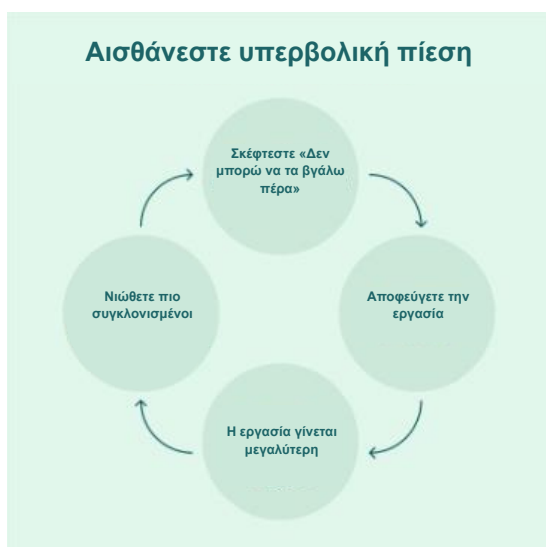 Αισθάνεστε υπερβολική πίεση
Σκέφτεστε «Δεν
μπορώ να τα βγάλω
πέρα»
Αποφεύγετε την
εργασία
Η εργασία γίνεται
μεγαλύτερη
Νιώθετε πιο
συγκλονισμένοι